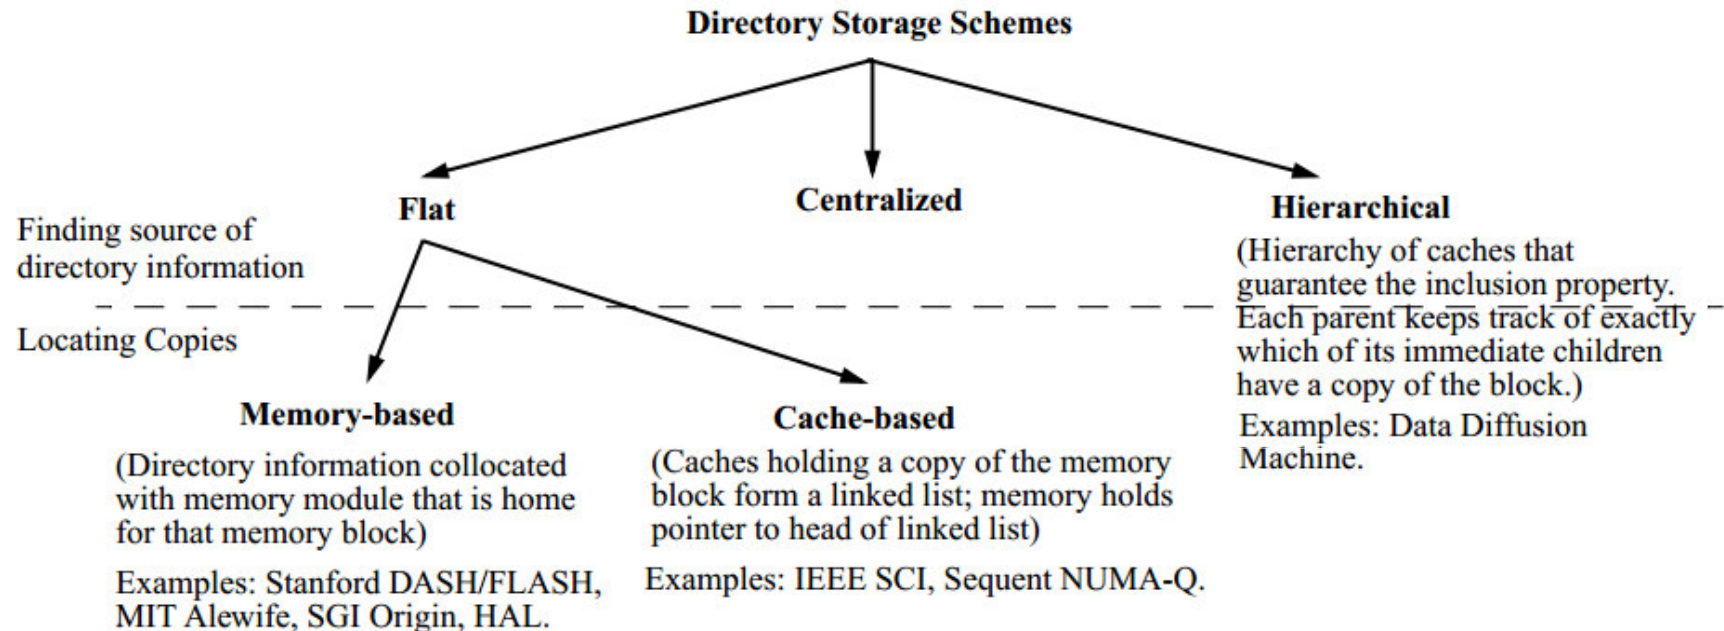 Directory Storage Schemes
Flat
Centralized
Hierarchical
Finding source of
directory information
(Hierarchy of caches that
guarantee the inclusion property.
Each parent keeps track of exactly
which of its immediate children
have a copy of the block.)
Examples: Data Diffusion
Machine.
Locating Copies
Memory-based
(Directory information collocated
with memory module that is home
for that memory block)
Examples: Stanford DASH/FLASH,
MIT Alewife, SGI Origin, HAL.
Cache-based
(Caches holding a copy of the memory
block form a linked list; memory holds
pointer to head of linked list)
Examples: IEEE SCI, Sequent NUMA-Q.